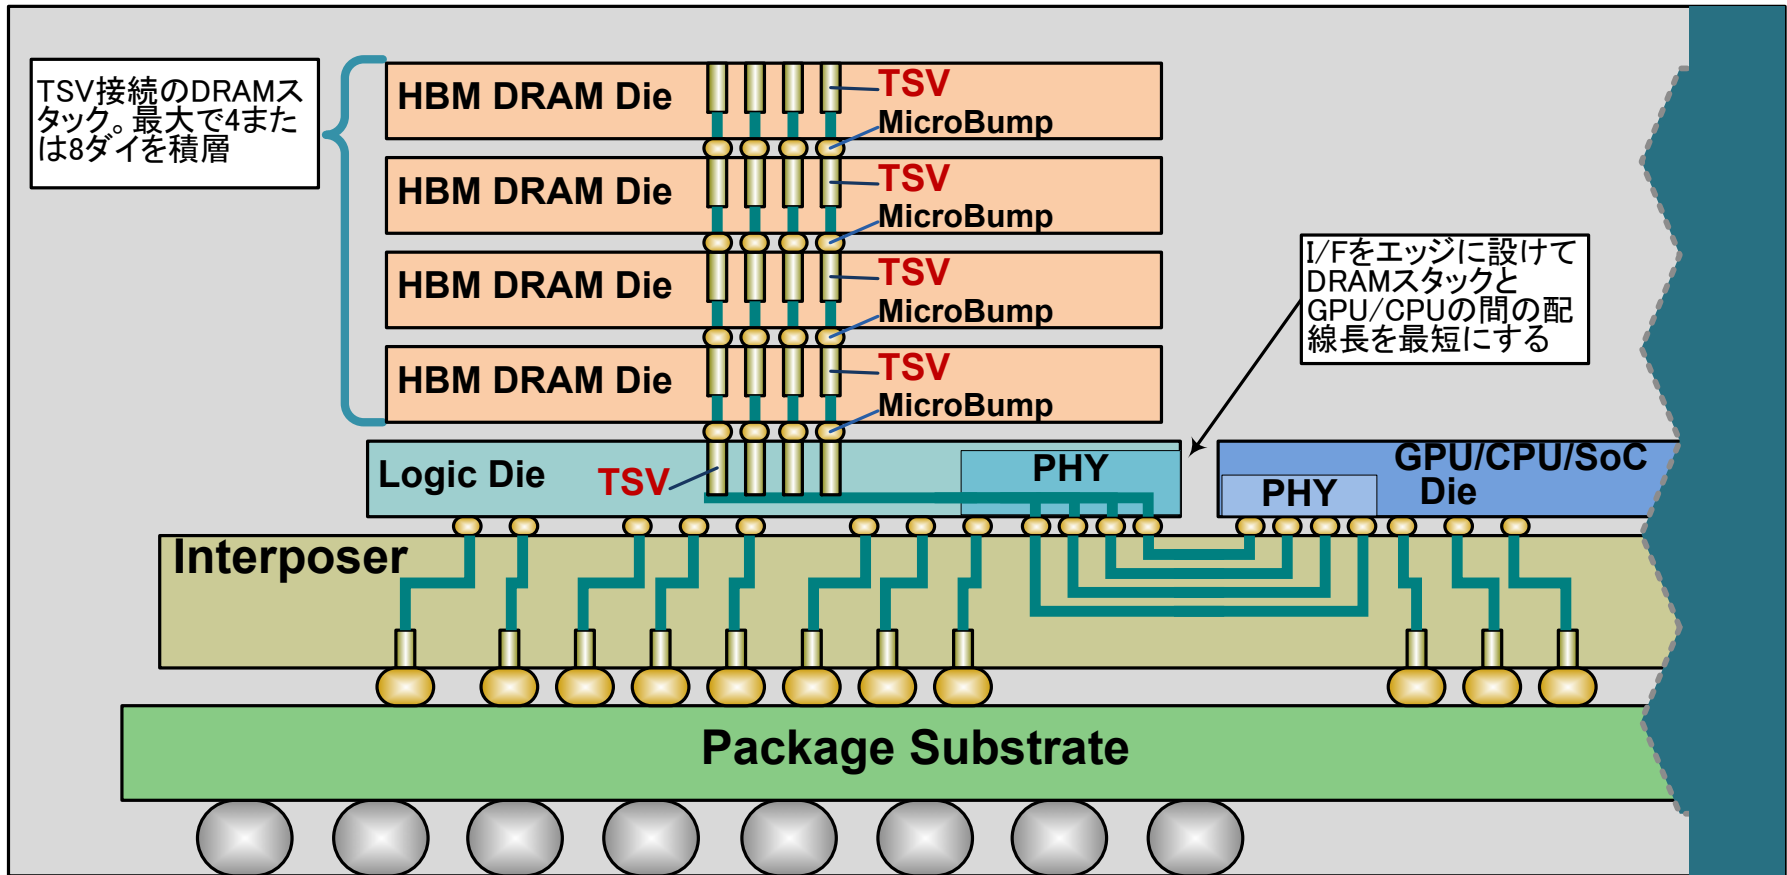 TSV接続のDRAMス
タック。最大で4また
は8ダイを積層
HBM DRAM Die
TSV
MicroBump
HBM DRAM Die
TSV
MicroBump
HBM DRAM Die
TSV
MicroBump
HBM DRAM Die
TSV
MicroBump
I/Fをエッジに設けて
DRAMスタックと
GPU/CPUの間の配
線長を最短にする
Logic Die
TSV
PHY
GPU/CPU/SoC
Die
PHY
Interposer
Package Substrate